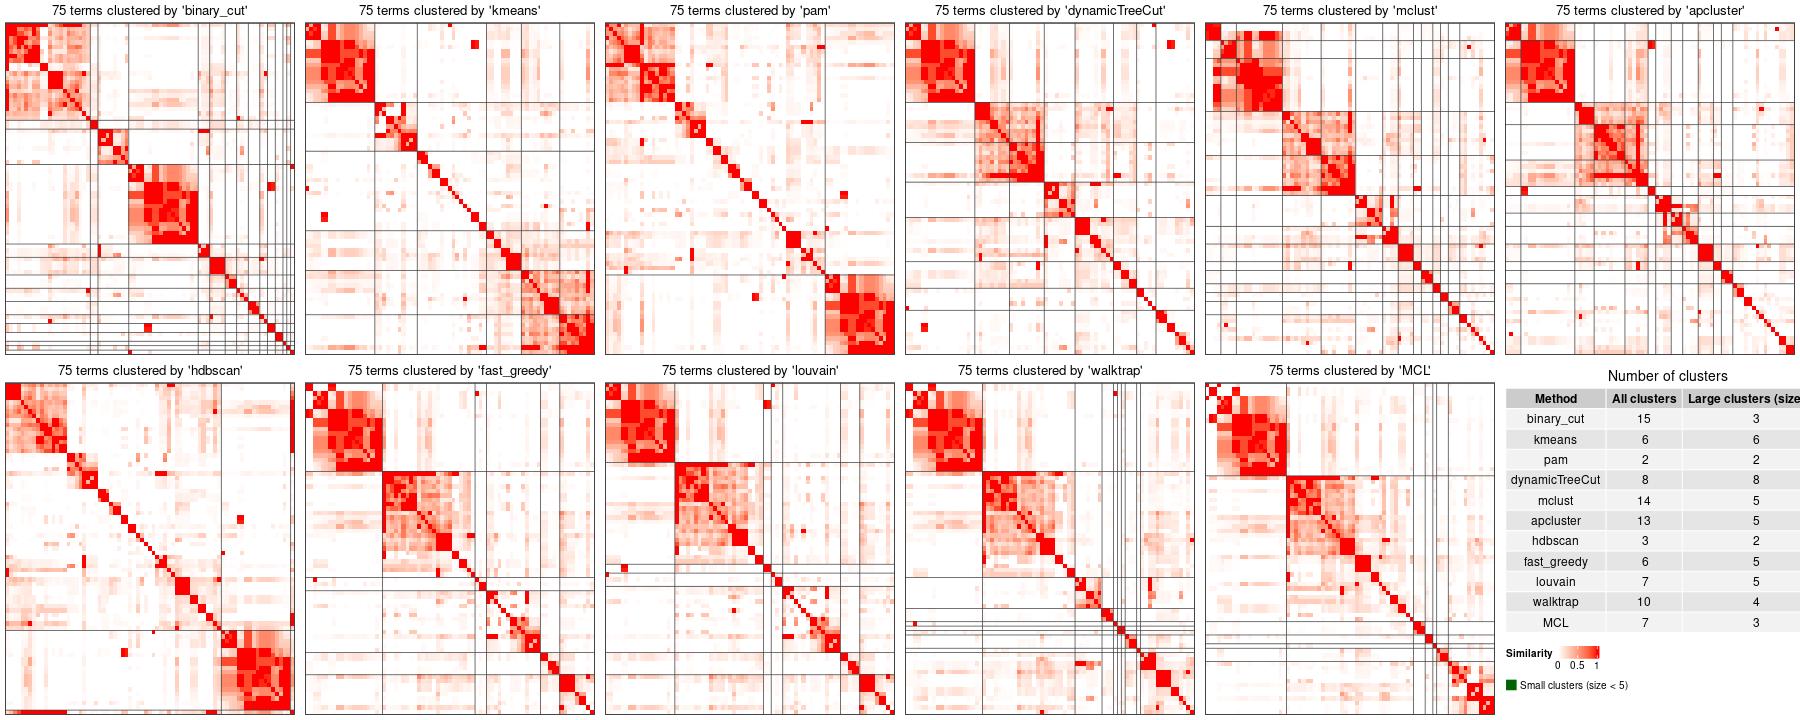 75 terms clustered by 'binary_cut'
75 terms clustered by 'kmeans'
75 terms clustered by 'pam'
75 terms clustered by 'dynamicTreeCut'
75 terms clustered by 'mclust'
75 terms clustered by 'apcluster'
75 terms clustered by 'hdbscan'
75 terms clustered by 'fast_greedy'
75 terms clustered by 'louvain'
75 terms clustered by 'walktrap'
75 terms clustered by 'MCL'
Number of clusters
Method All clusters Large clusters (size
binary_cut 15 3
kmeans 6 6
pam 2 2
dynamicTreeCut 8 8
mclust 14 5
apcluster 13 5
hdbscan 3 2
fast_greedy 6 5
louvain 7 5
walktrap 10 4
MCL 7 3
Similarity
0 0.5 1
Small clusters (size < 5)